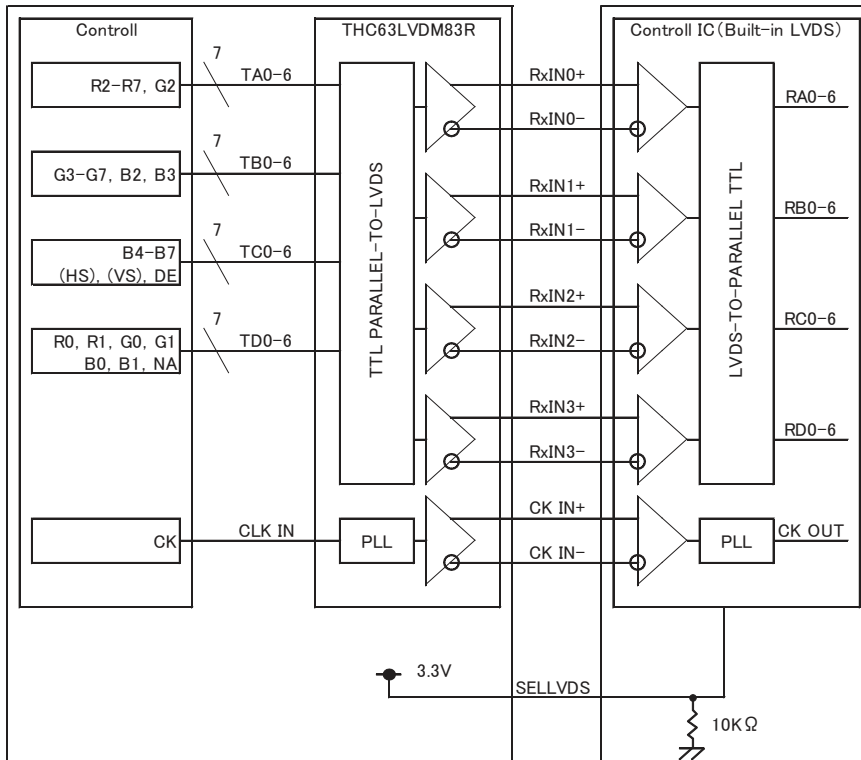 Controll
THC63LVDM83R
Controll IC(Built-in LVDS)
R2-R7, G2
7
TA0-6
RxIN0+
RxIN0-
RA0-6
G3-G7, B2, B3
7
TB0-6
RxIN1+
RxIN1-
RB0-6
B4-B7
(HS), (VS), DE
7
TC0-6
RxIN2+
RxIN2-
RC0-6
R0, R1, G0, G1
B0, B1, NA
7
TD0-6
RxIN3+
RxIN3-
RD0-6
TTL PARALLEL-TO-LVDS
LVDS-TO-PARALLEL TTL
CK
CLK IN
PLL
CK IN+
CK IN-
PLL
CK OUT
3.3V
SELLVDS
10KΩ